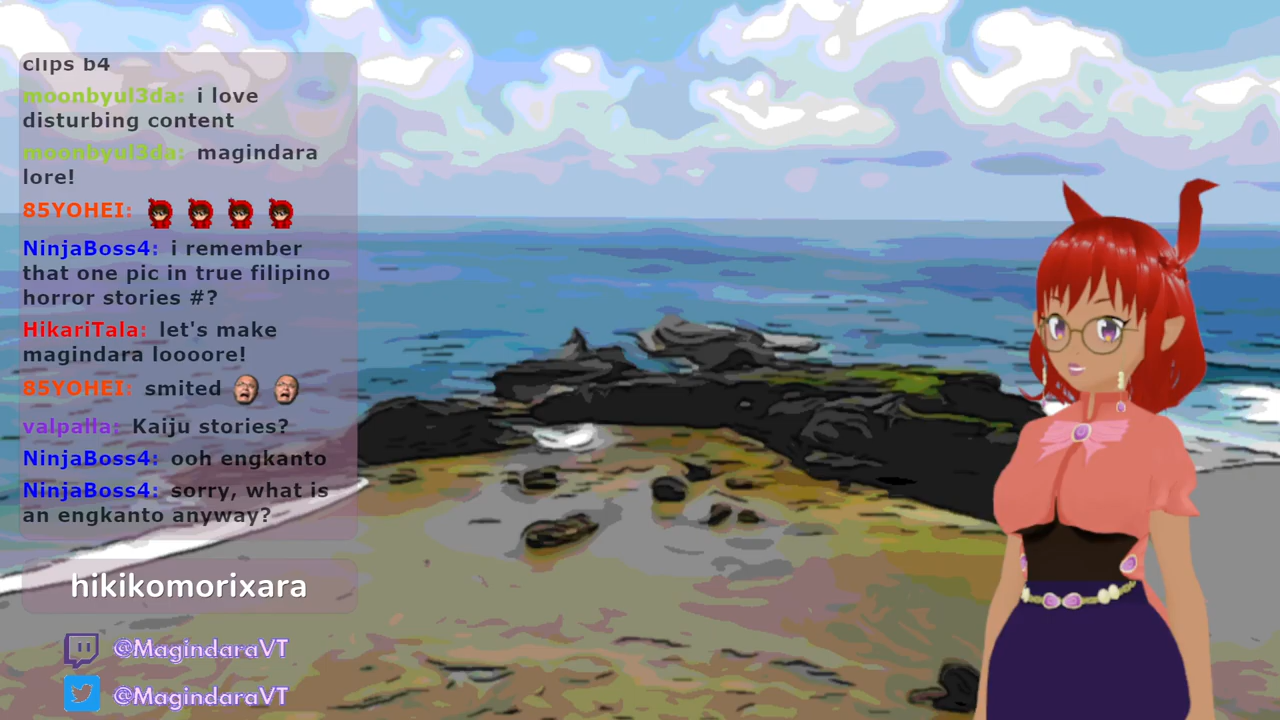 clips b4
moonbyul3da: i love
disturbing content
moonbyul3da: magindara
lore!
85YOHEI:
NinjaBoss4: i remember
that one pic in true filipino
horror stories #?
HikariTala: let's make
magindara loooore!
85YOHEI: smited
valpalla: Kaiju stories?
NinjaBoss4: ooh engkanto
NinjaBoss4: sorry, what is
an engkanto anyway?
hikikomorixara
@MagindaraVT
@MagindaraVT